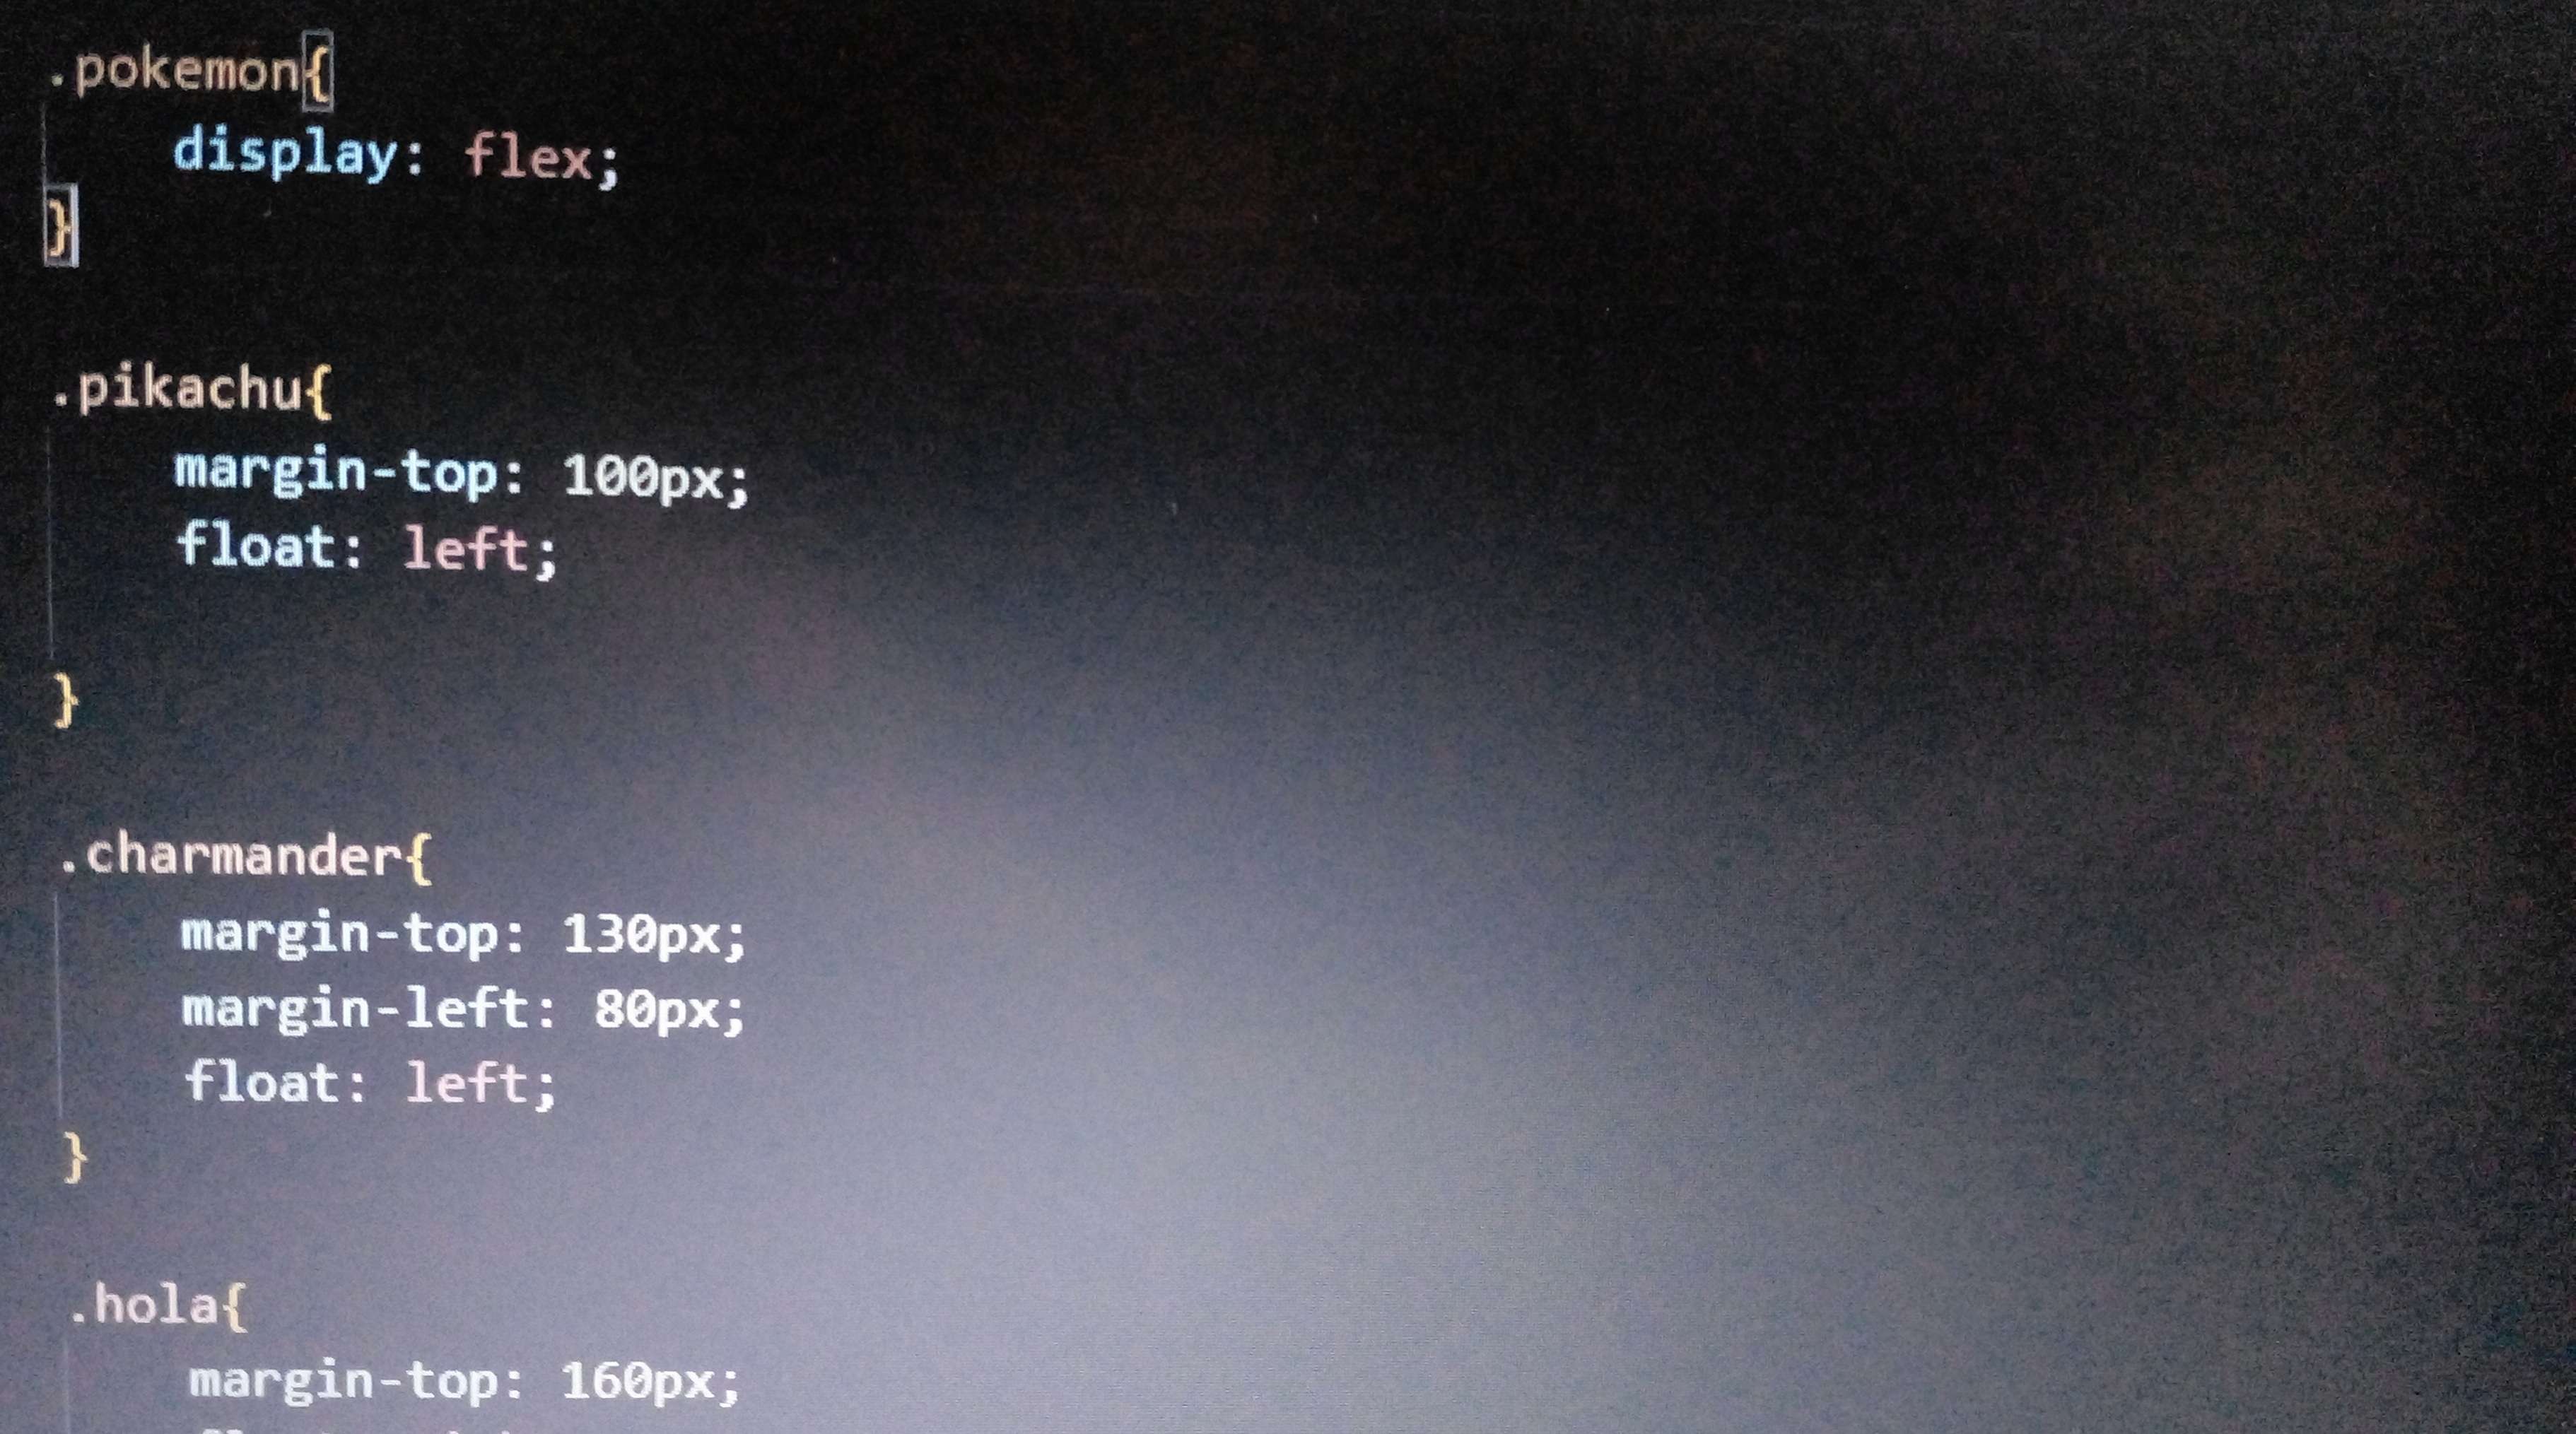 .pokemon{
display: flex;
}
.pikachu{
margin-top: 100px;
float: left;
}
.charmander{
margin-top: 130px;
margin-left: 80px;
float: left;
}
.hola{
margin-top: 160px;